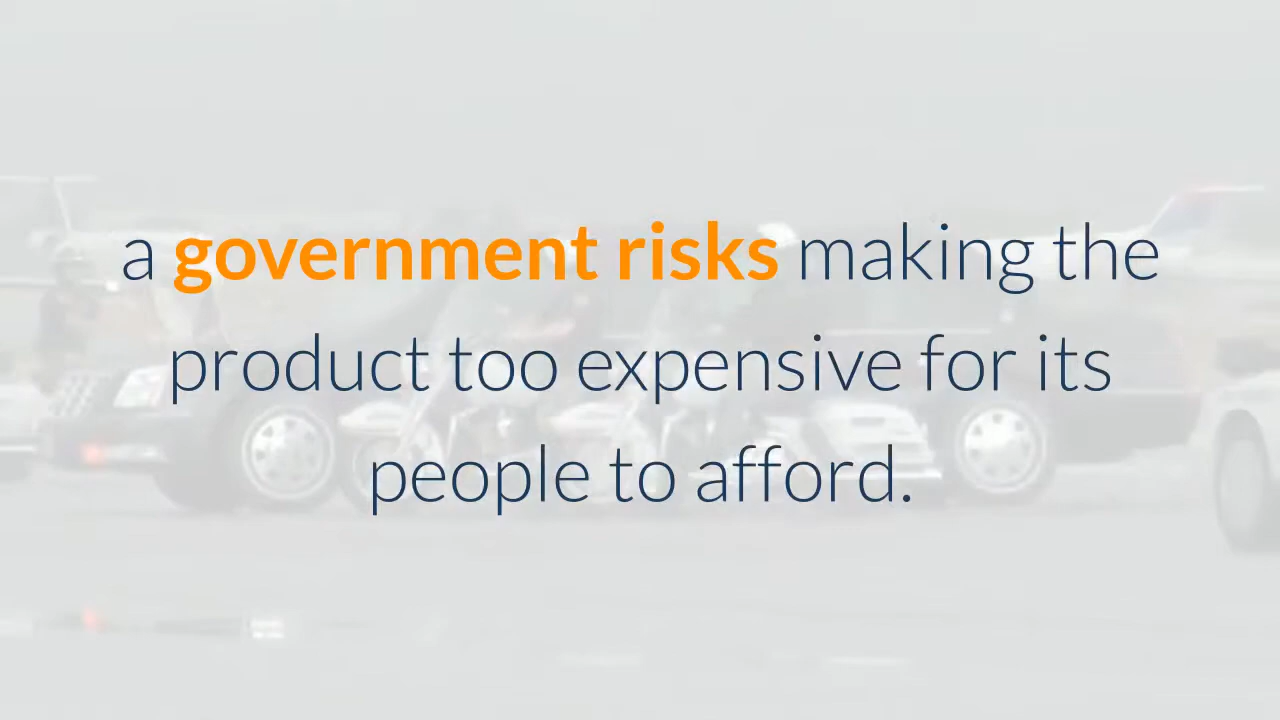 a government risks making the
product too expensive for its
people to afford.